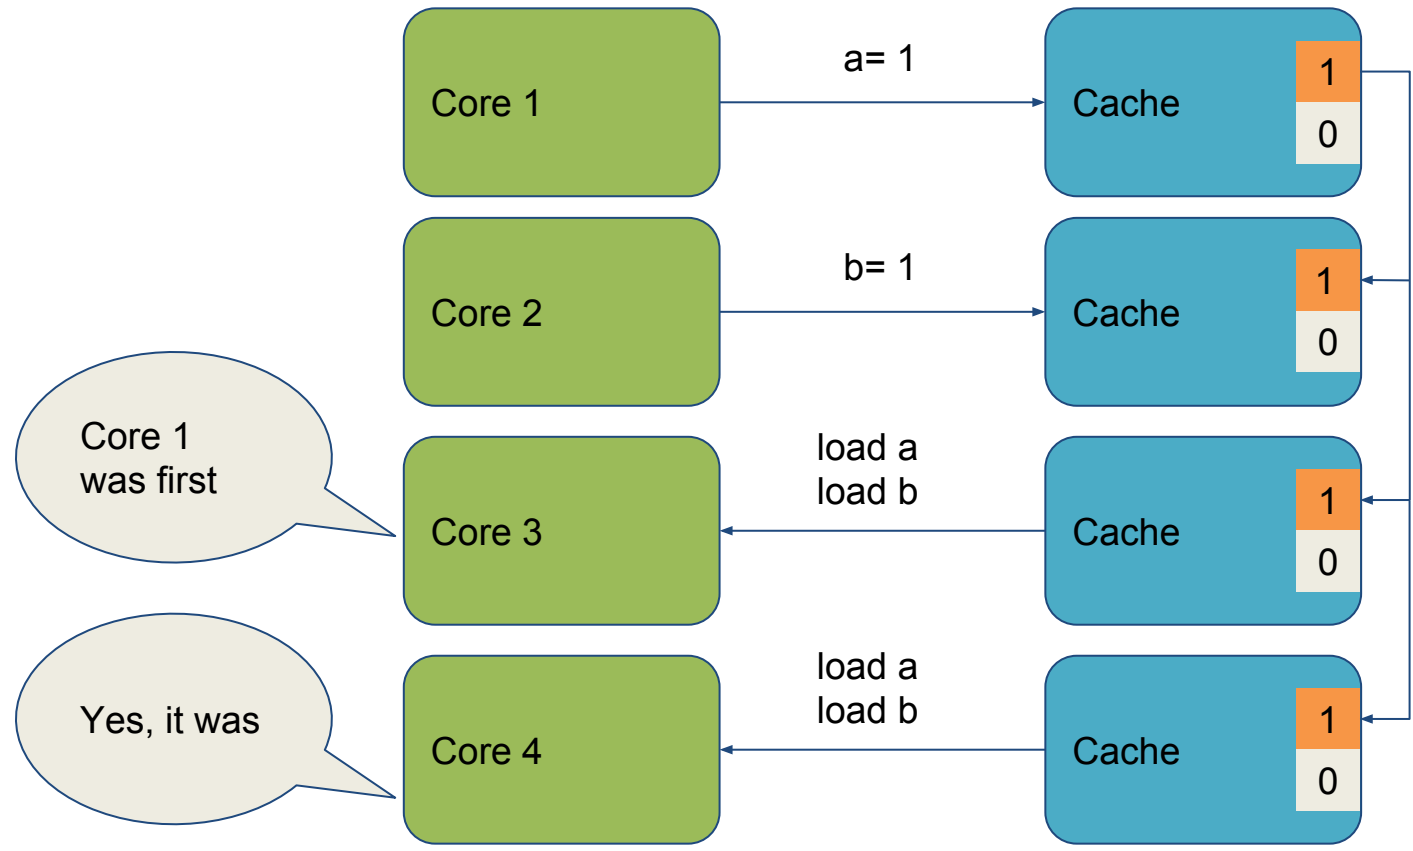 Core 1
a= 1
Cache
1
0
Core 2
b= 1
Cache
1
0
Core 1
was first
Core 3
load a
load b
Cache
1
0
Yes, it was
Core 4
load a
load b
Cache
1
0